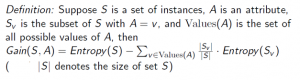 Definition: Suppose S is a set of instances, A is an attribute,
Sᵥ is the subset of S with A = v, and Values(A) is the set of
all possible values of A, then
Gain(S, A) = Entropy(S) − ∑_{v∈Values(A)} |Sᵥ|/|S| · Entropy(Sᵥ)
( |S| denotes the size of set S)